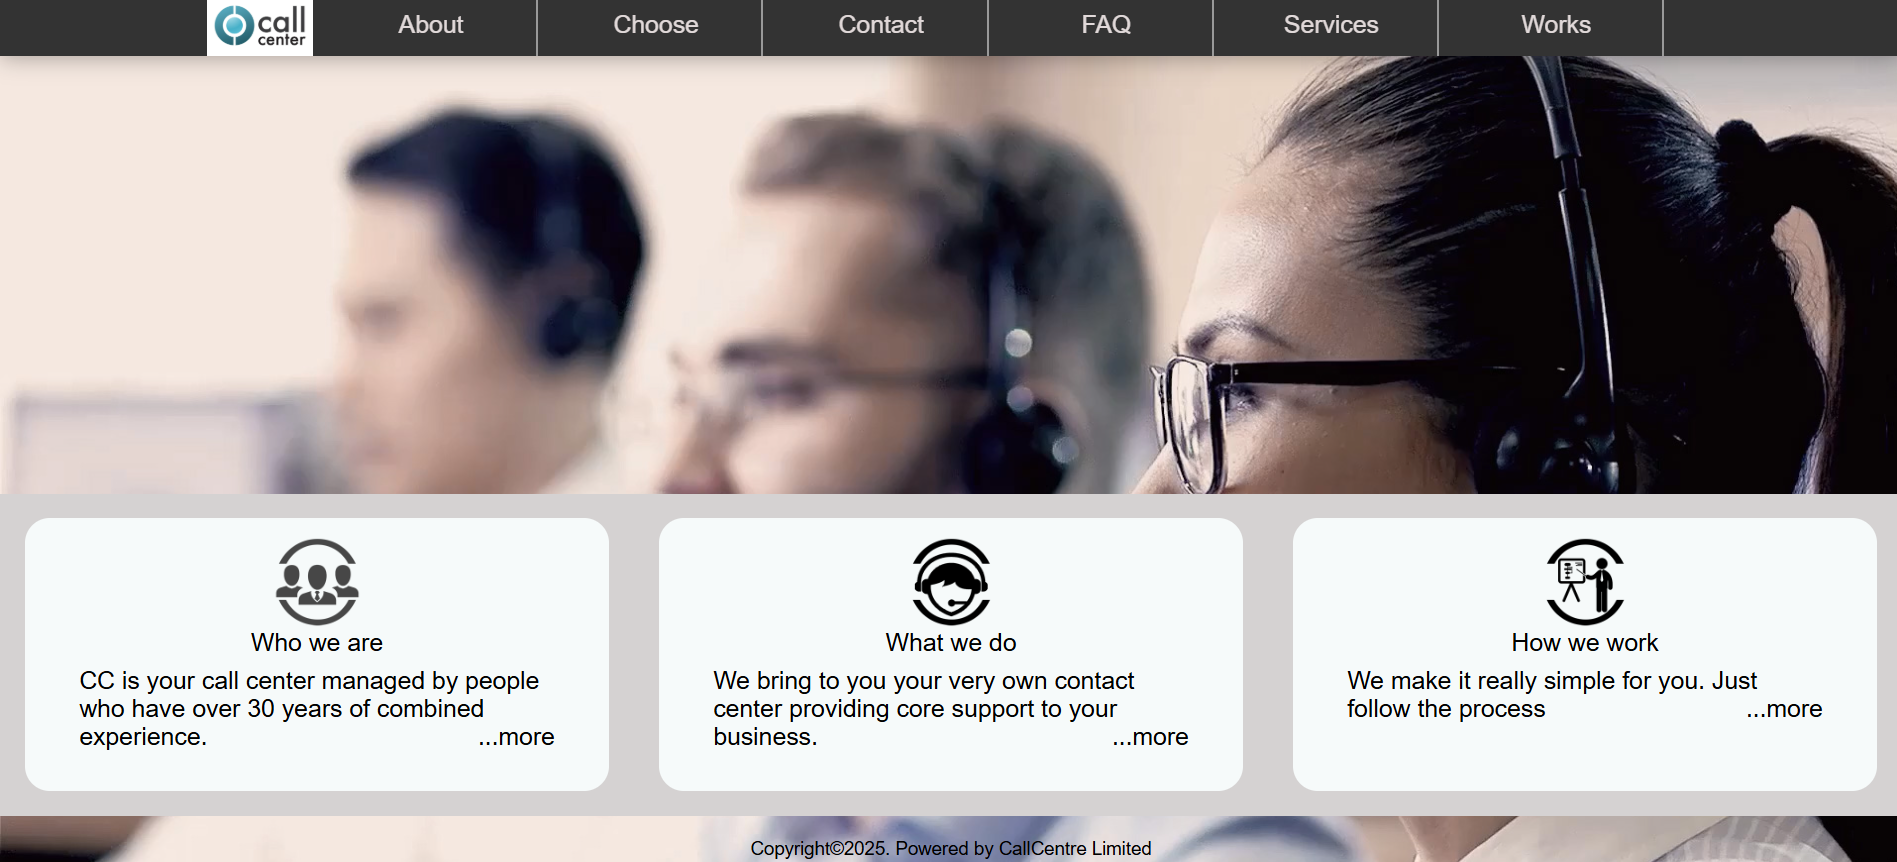 call
center
About
Choose
Contact
FAQ
Services
Works
Who we are
CC is your call center managed by people
who have over 30 years of combined
experience.
...more
What we do
We bring to you your very own contact
center providing core support to your
business.
...more
How we work
We make it really simple for you. Just
follow the process
...more
Copyright©2025. Powered by CallCentre Limited